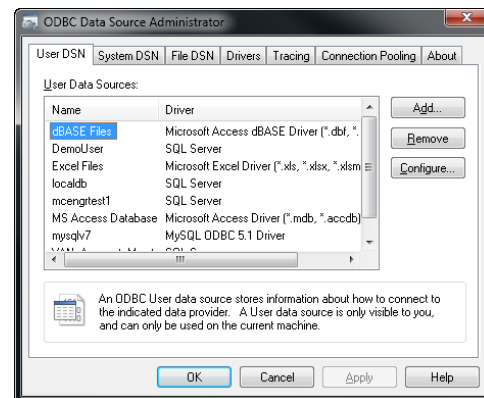 ODBC Data Source Administrator
User DSN System DSN File DSN Drivers Tracing Connection Pooling About
User Data Sources:
Name Driver
dBASE Files Microsoft Access dBASE Driver (*.dbf, *.
DemoUser SQL Server
Excel Files Microsoft Excel Driver (*.xls, *.xlsx, *.xlsm
localdb SQL Server
mcengrtest1 SQL Server
MS Access Database Microsoft Access Driver (*.mdb, *.accdb)
mysqlv7 MySQL ODBC 5.1 Driver
Add...
Remove
Configure...
An ODBC User data source stores information about how to connect to
the indicated data provider. A User data source is only visible to you,
and can only be used on the current machine.
OK Cancel Apply Help